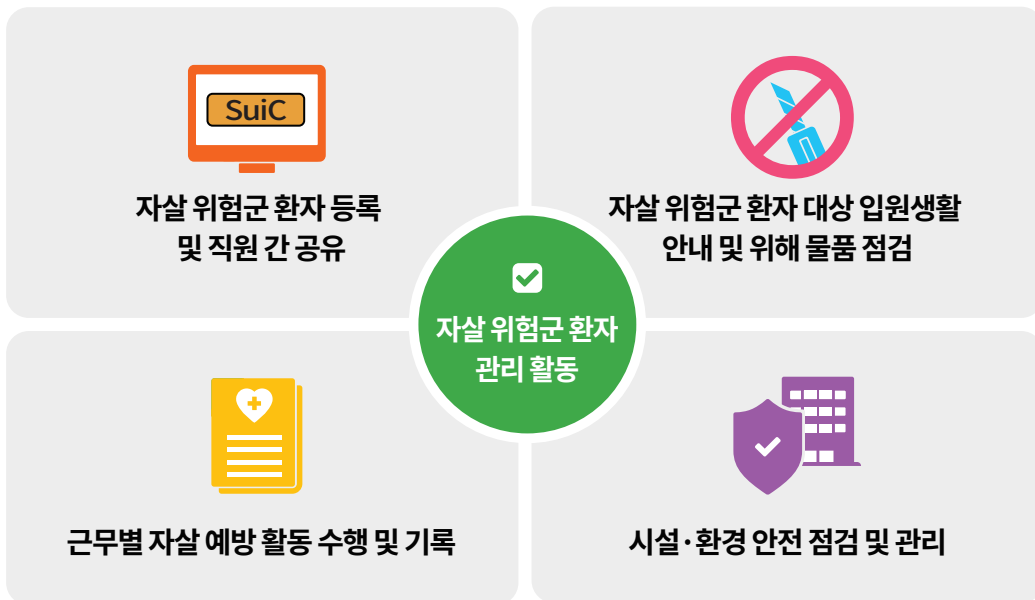 SuiC
자살 위험군 환자 등록
및 직원 간 공유
자살 위험군 환자 대상 입원생활
안내 및 위해 물품 점검
자살 위험군 환자
관리 활동
근무별 자살 예방 활동 수행 및 기록
시설·환경 안전 점검 및 관리